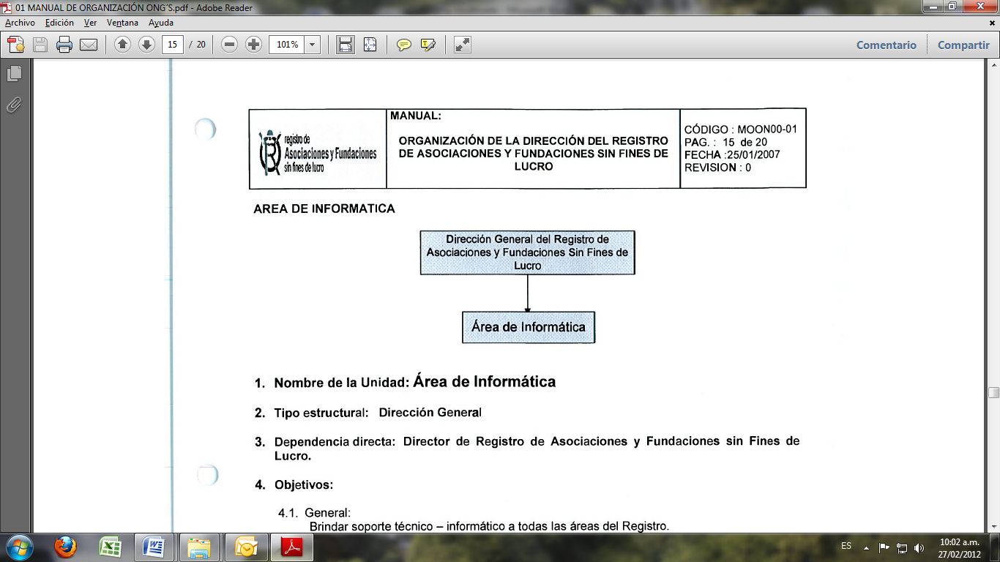 01 MANUAL DE ORGANIZACIÓN ONG´S.pdf - Adobe Reader
Archivo Edición Ver Ventana Ayuda
15 / 20 101% Comentario Compartir
registro de
Asociaciones y Fundaciones
sin fines de lucro
MANUAL:
ORGANIZACIÓN DE LA DIRECCIÓN DEL REGISTRO
DE ASOCIACIONES Y FUNDACIONES SIN FINES DE
LUCRO
CÓDIGO : MOON00-01
PAG. : 15 de 20
FECHA :25/01/2007
REVISION : 0
AREA DE INFORMATICA
Dirección General del Registro de
Asociaciones y Fundaciones Sin Fines de
Lucro
Área de Informática
1. Nombre de la Unidad: Área de Informática
2. Tipo estructural: Dirección General
3. Dependencia directa: Director de Registro de Asociaciones y Fundaciones sin Fines de
Lucro.
4. Objetivos:
4.1. General:
Brindar soporte técnico – informático a todas las áreas del Registro.
ES
10:02 a.m.
27/02/2012